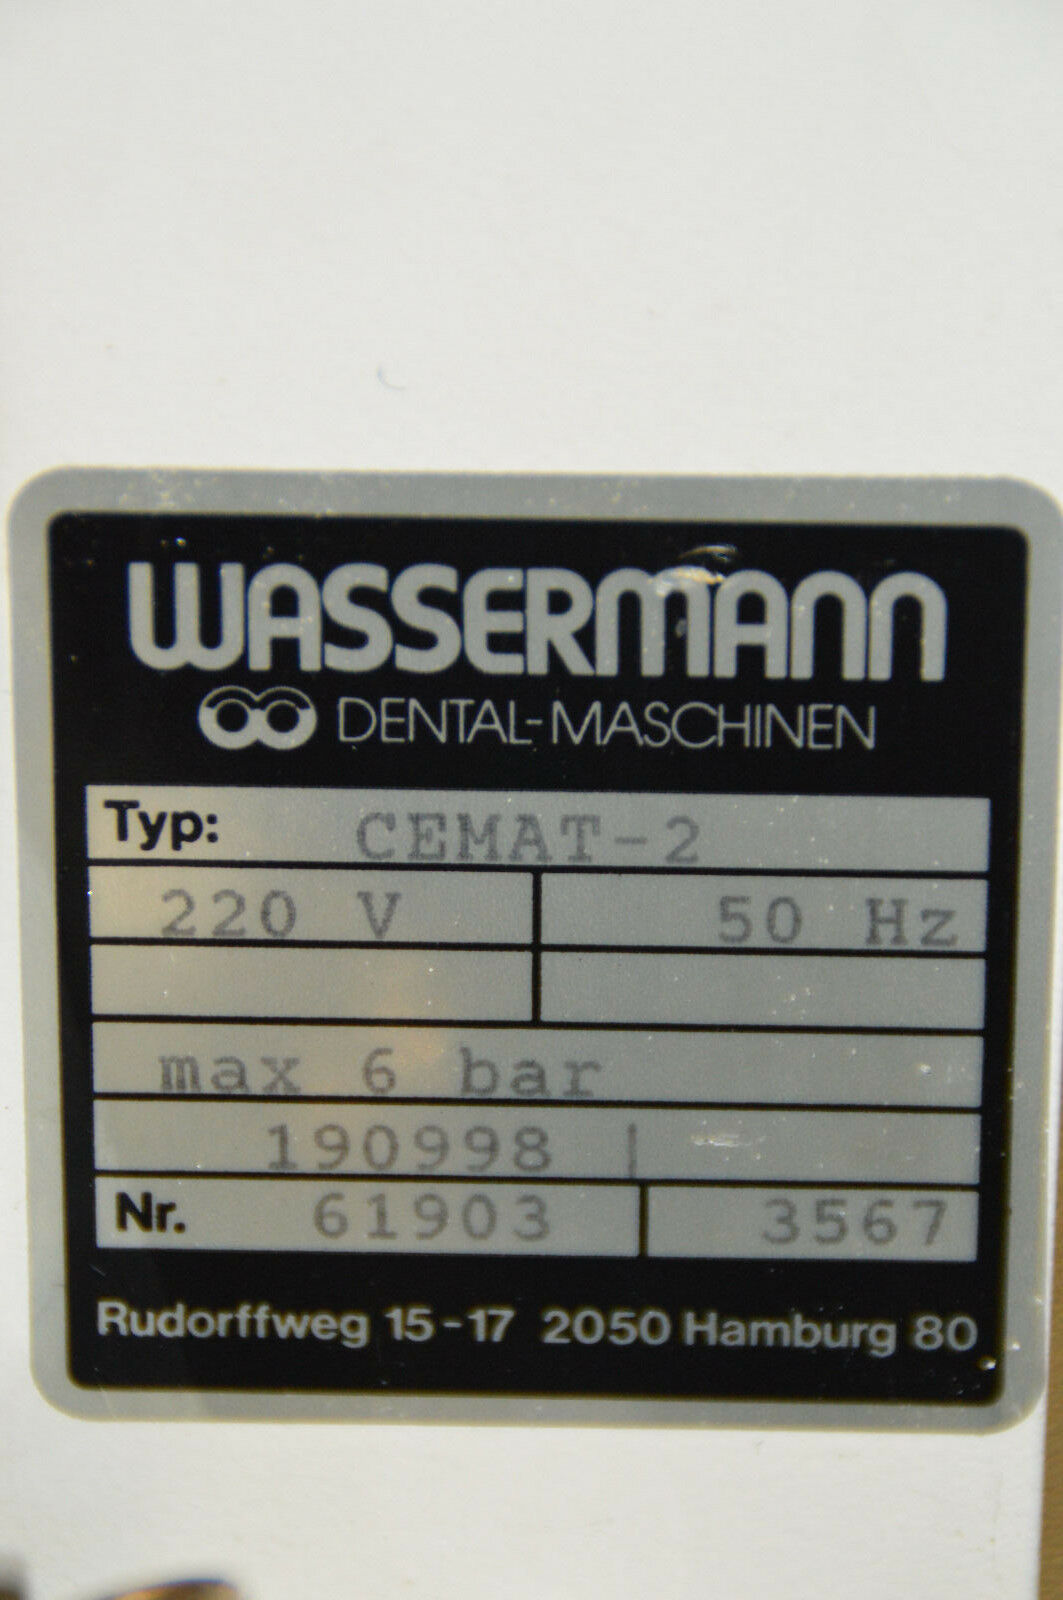 WASSERMANN
DENTAL-MASCHINEN
Typ: CEMAT-2
220 V 50 Hz
max 6 bar
190998 |
Nr. 61903 3567
Rudorffweg 15-17 2050 Hamburg 80